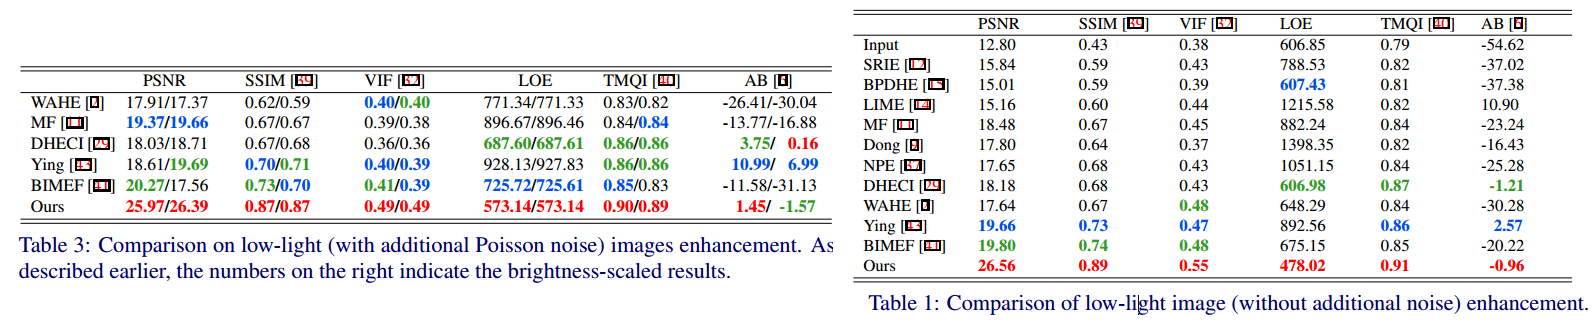 PSNR SSIM [39] VIF [] LOE TMQI [40] AB []
WAHE [] 17.91/17.37 0.62/0.59 0.40/0.40 771.34/771.33 0.83/0.82 -26.41/-30.04
MF [11] 19.37/19.66 0.67/0.67 0.39/0.38 896.67/896.46 0.84/0.84 -13.77/-16.88
DHECI [29] 18.03/18.71 0.67/0.68 0.36/0.36 687.60/687.61 0.86/0.86 3.75/ 0.16
Ying [43] 18.61/19.69 0.70/0.71 0.40/0.39 928.13/927.83 0.86/0.86 10.99/ 6.99
BIMEF [41] 20.27/17.56 0.73/0.70 0.41/0.39 725.72/725.61 0.85/0.83 -11.58/-31.13
Ours 25.97/26.39 0.87/0.87 0.49/0.49 573.14/573.14 0.90/0.89 1.45/ -1.57
Table 3: Comparison on low-light (with additional Poisson noise) images enhancement. As
described earlier, the numbers on the right indicate the brightness-scaled results.
PSNR SSIM [39] VIF [] LOE TMQI [40] AB []
Input 12.80 0.43 0.38 606.85 0.79 -54.62
SRIE [12] 15.84 0.59 0.43 788.53 0.82 -37.02
BPDHE [15] 15.01 0.59 0.39 607.43 0.81 -37.38
LIME [14] 15.16 0.60 0.44 1215.58 0.82 10.90
MF [11] 18.48 0.67 0.45 882.24 0.84 -23.24
Dong [] 17.80 0.64 0.37 1398.35 0.82 -16.43
NPE [37] 17.65 0.68 0.43 1051.15 0.84 -25.28
DHECI [29] 18.18 0.68 0.43 606.98 0.87 -1.21
WAHE [] 17.64 0.67 0.48 648.29 0.84 -30.28
Ying [43] 19.66 0.73 0.47 892.56 0.86 2.57
BIMEF [41] 19.80 0.74 0.48 675.15 0.85 -20.22
Ours 26.56 0.89 0.55 478.02 0.91 -0.96
Table 1: Comparison of low-light image (without additional noise) enhancement.